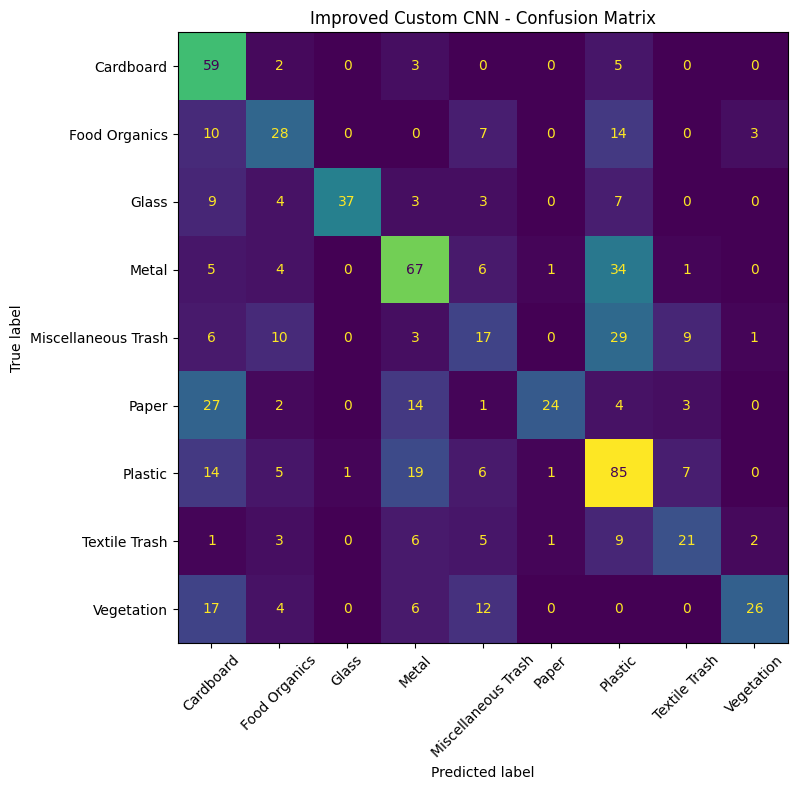 Improved Custom CNN - Confusion Matrix
True label
Cardboard 59 2 0 3 0 0 5 0 0
Food Organics 10 28 0 0 7 0 14 0 3
Glass 9 4 37 3 3 0 7 0 0
Metal 5 4 0 67 6 1 34 1 0
Miscellaneous Trash 6 10 0 3 17 0 29 9 1
Paper 27 2 0 14 1 24 4 3 0
Plastic 14 5 1 19 6 1 85 7 0
Textile Trash 1 3 0 6 5 1 9 21 2
Vegetation 17 4 0 6 12 0 0 0 26
Cardboard Food Organics Glass Metal Miscellaneous Trash Paper Plastic Textile Trash Vegetation
Predicted label